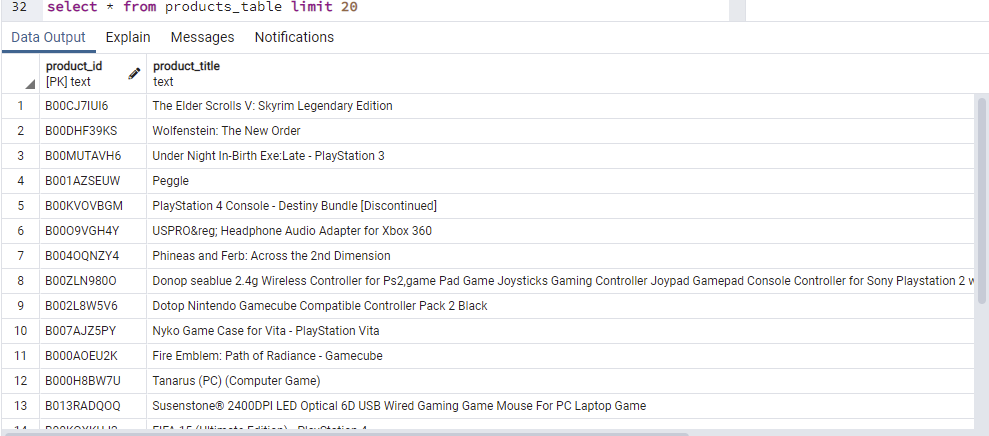 32 select * from products_table limit 20
Data Output Explain Messages Notifications
product_id product_title
[PK] text text
1 B00CJ7IUI6 The Elder Scrolls V: Skyrim Legendary Edition
2 B00DHF39KS Wolfenstein: The New Order
3 B00MUTAVH6 Under Night In-Birth Exe:Late - PlayStation 3
4 B001AZSEUW Peggle
5 B00KVOVBGM PlayStation 4 Console - Destiny Bundle [Discontinued]
6 B00O9VGH4Y USPRO&reg; Headphone Audio Adapter for Xbox 360
7 B004OQNZY4 Phineas and Ferb: Across the 2nd Dimension
8 B00ZLN980O Donop seablue 2.4g Wireless Controller for Ps2,game Pad Game Joysticks Gaming Controller Joypad Gamepad Console Controller for Sony Playstation 2 w
9 B002L8W5V6 Dotop Nintendo Gamecube Compatible Controller Pack 2 Black
10 B007AJZ5PY Nyko Game Case for Vita - PlayStation Vita
11 B000AOEU2K Fire Emblem: Path of Radiance - Gamecube
12 B000H8BW7U Tanarus (PC) (Computer Game)
13 B013RADQOQ Susenstone® 2400DPI LED Optical 6D USB Wired Gaming Game Mouse For PC Laptop Game
14 FIFA 15 (Ultimate Edition) - PlayStation 4